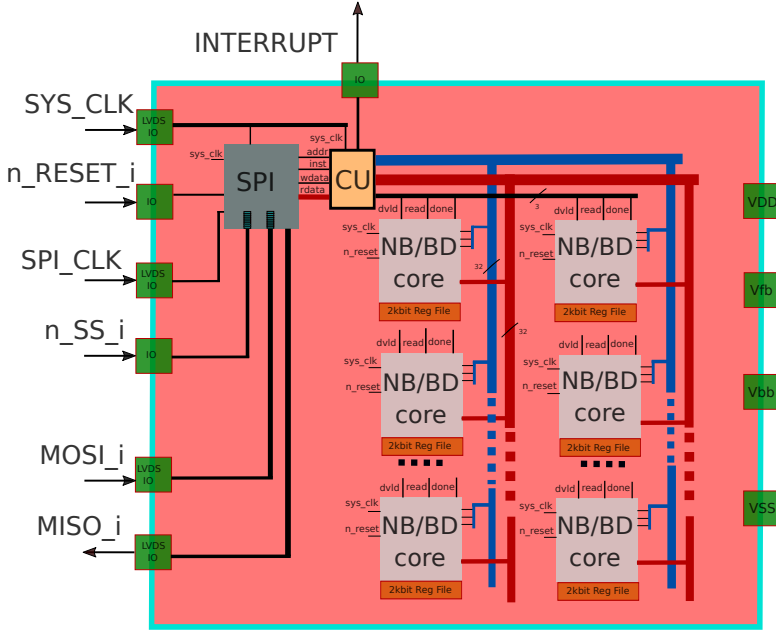 INTERRUPT
IO
SYS_CLK
LVDS
IO
sys_clk
sys_clk
addr
inst
wdata
rdata
SPI
CU
n_RESET_i
IO
SPI_CLK
LVDS
IO
n_SS_i
IO
MOSI_i
LVDS
IO
MISO_i
LVDS
IO
3
dvld read done
sys_clk
n_reset
NB/BD
core
2kbit Reg File
32
dvld read done
sys_clk
n_reset
NB/BD
core
2kbit Reg File
32
dvld read done
sys_clk
n_reset
NB/BD
core
2kbit Reg File
dvld read done
sys_clk
n_reset
NB/BD
core
2kbit Reg File
dvld read done
sys_clk
n_reset
NB/BD
core
2kbit Reg File
dvld read done
sys_clk
n_reset
NB/BD
core
2kbit Reg File
VDD
Vfb
Vbb
VSS